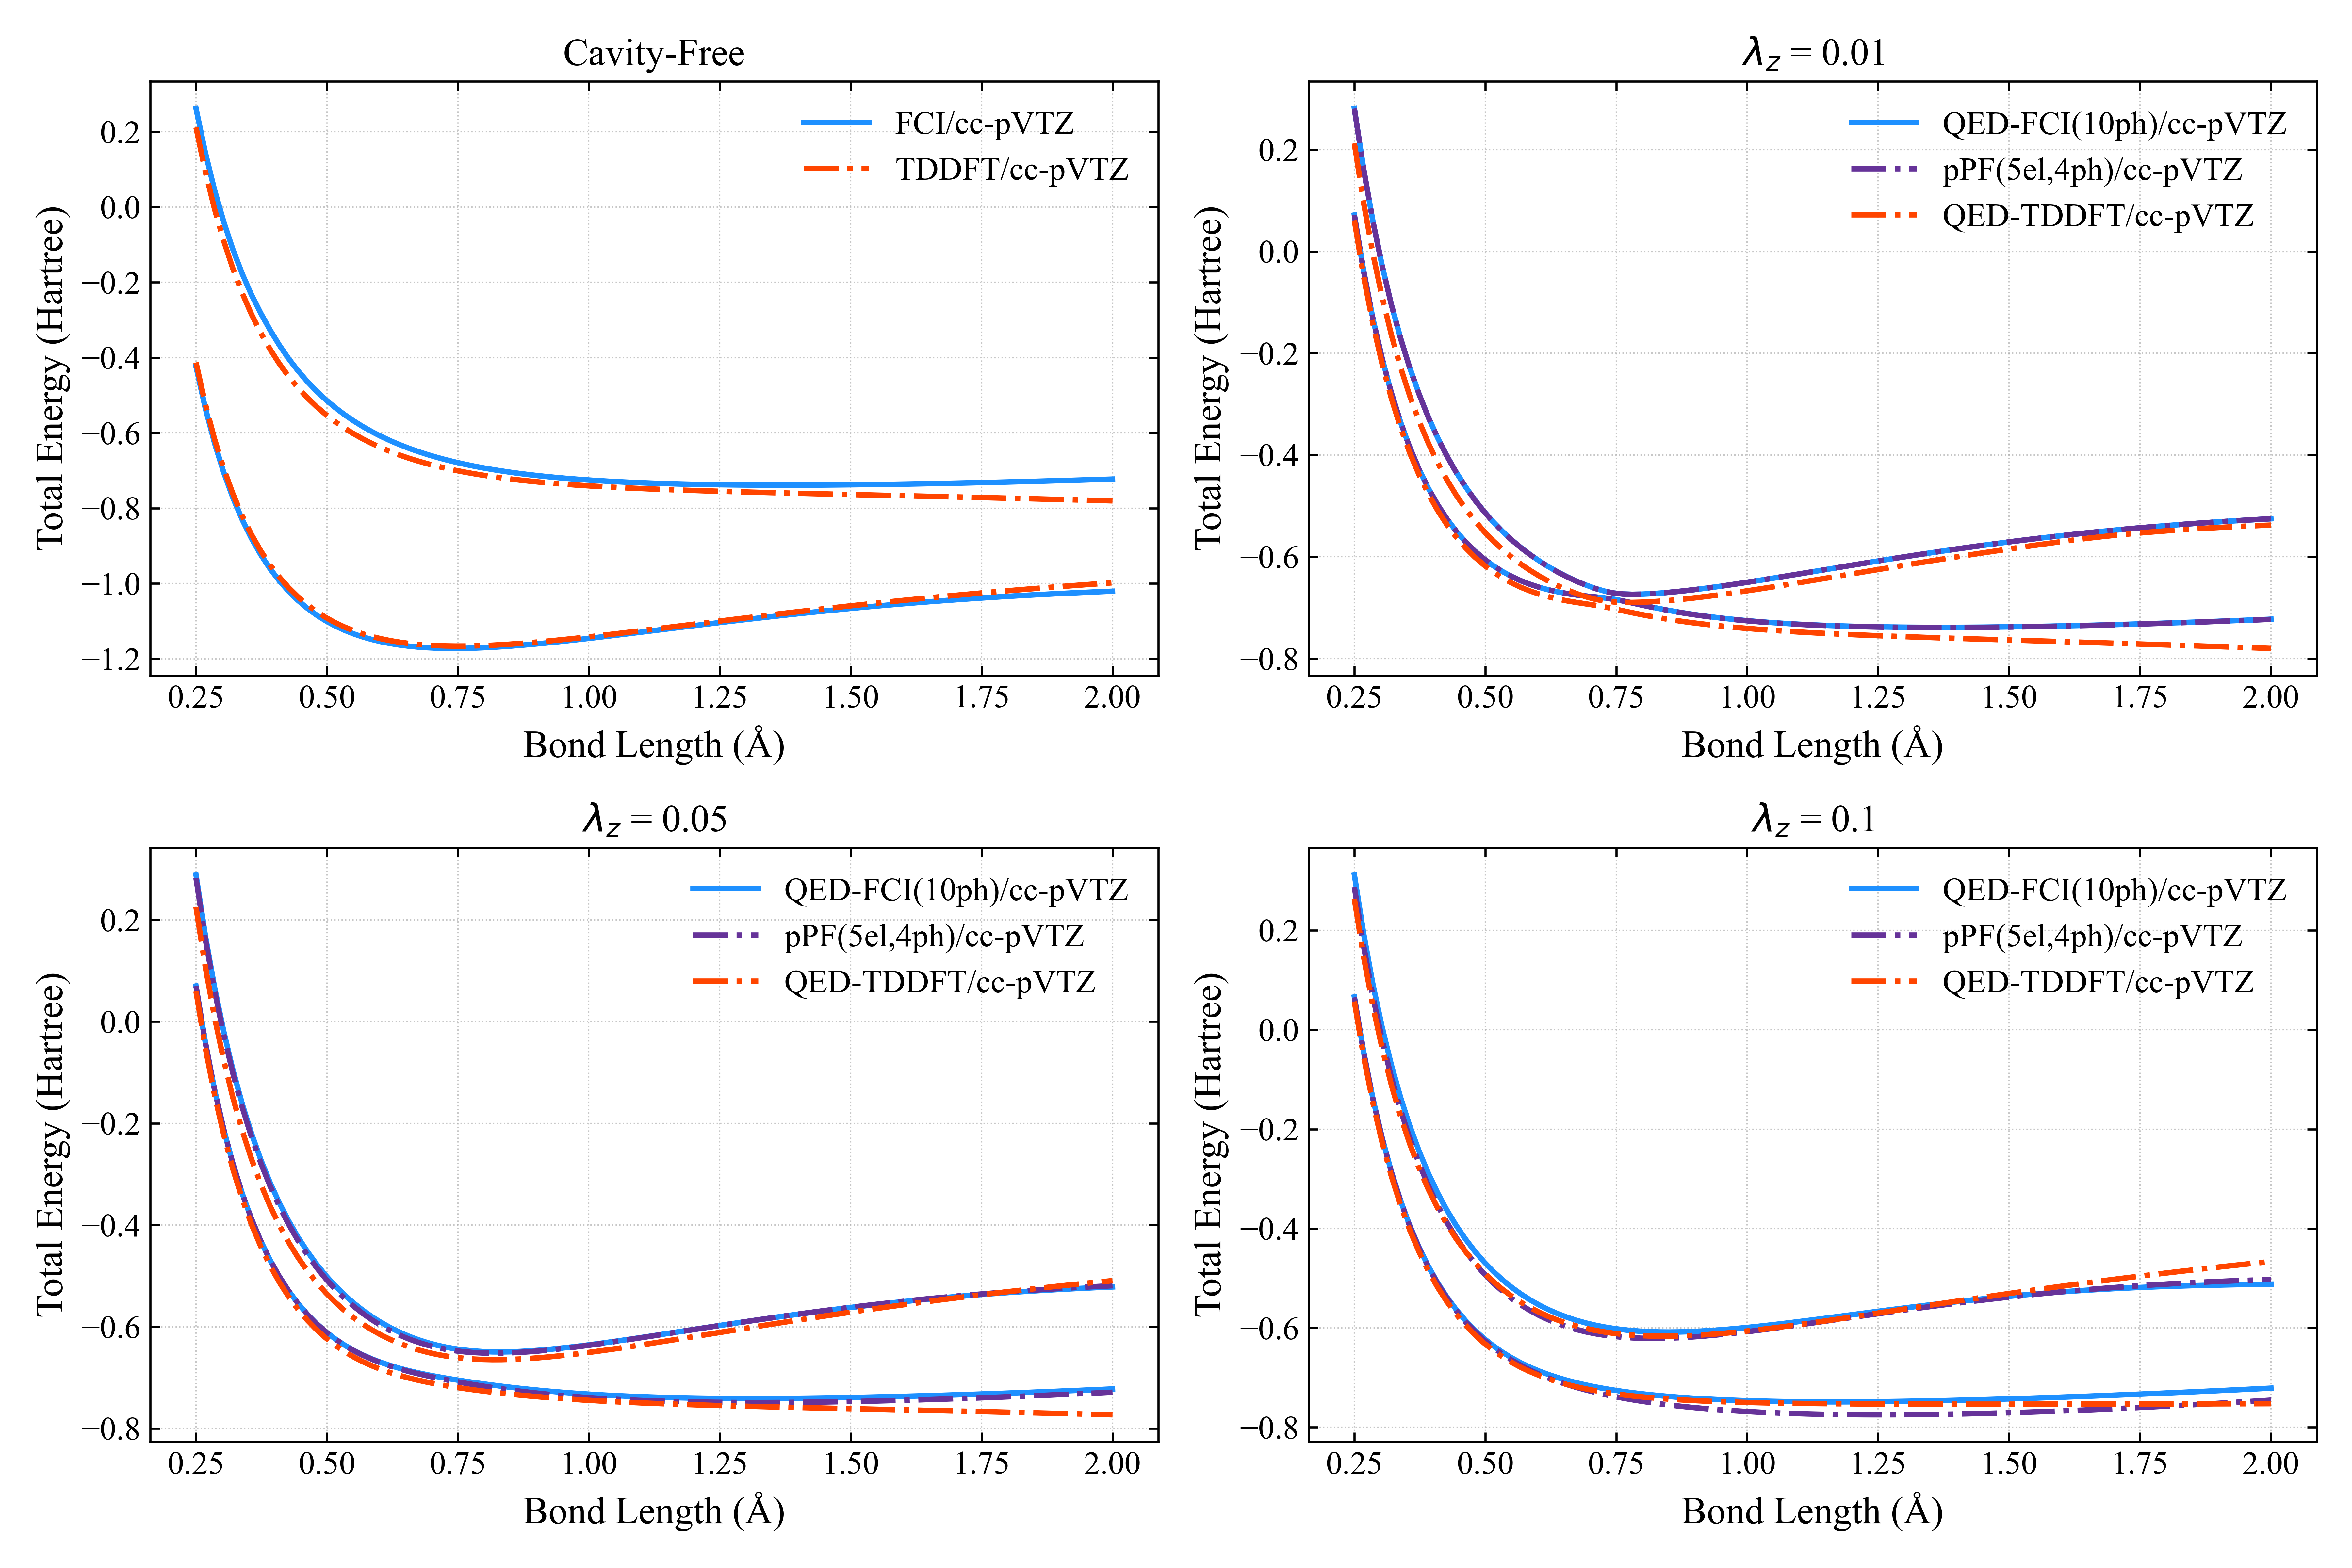 Cavity-Free
Total Energy (Hartree)
0.2
0.0
−0.2
−0.4
−0.6
−0.8
−1.0
−1.2
FCI/cc-pVTZ
TDDFT/cc-pVTZ
0.25 0.50 0.75 1.00 1.25 1.50 1.75 2.00
Bond Length (Å)
λz = 0.01
Total Energy (Hartree)
0.2
0.0
−0.2
−0.4
−0.6
−0.8
QED-FCI(10ph)/cc-pVTZ
pPF(5el,4ph)/cc-pVTZ
QED-TDDFT/cc-pVTZ
0.25 0.50 0.75 1.00 1.25 1.50 1.75 2.00
Bond Length (Å)
λz = 0.05
Total Energy (Hartree)
0.2
0.0
−0.2
−0.4
−0.6
−0.8
QED-FCI(10ph)/cc-pVTZ
pPF(5el,4ph)/cc-pVTZ
QED-TDDFT/cc-pVTZ
0.25 0.50 0.75 1.00 1.25 1.50 1.75 2.00
Bond Length (Å)
λz = 0.1
Total Energy (Hartree)
0.2
0.0
−0.2
−0.4
−0.6
−0.8
QED-FCI(10ph)/cc-pVTZ
pPF(5el,4ph)/cc-pVTZ
QED-TDDFT/cc-pVTZ
0.25 0.50 0.75 1.00 1.25 1.50 1.75 2.00
Bond Length (Å)